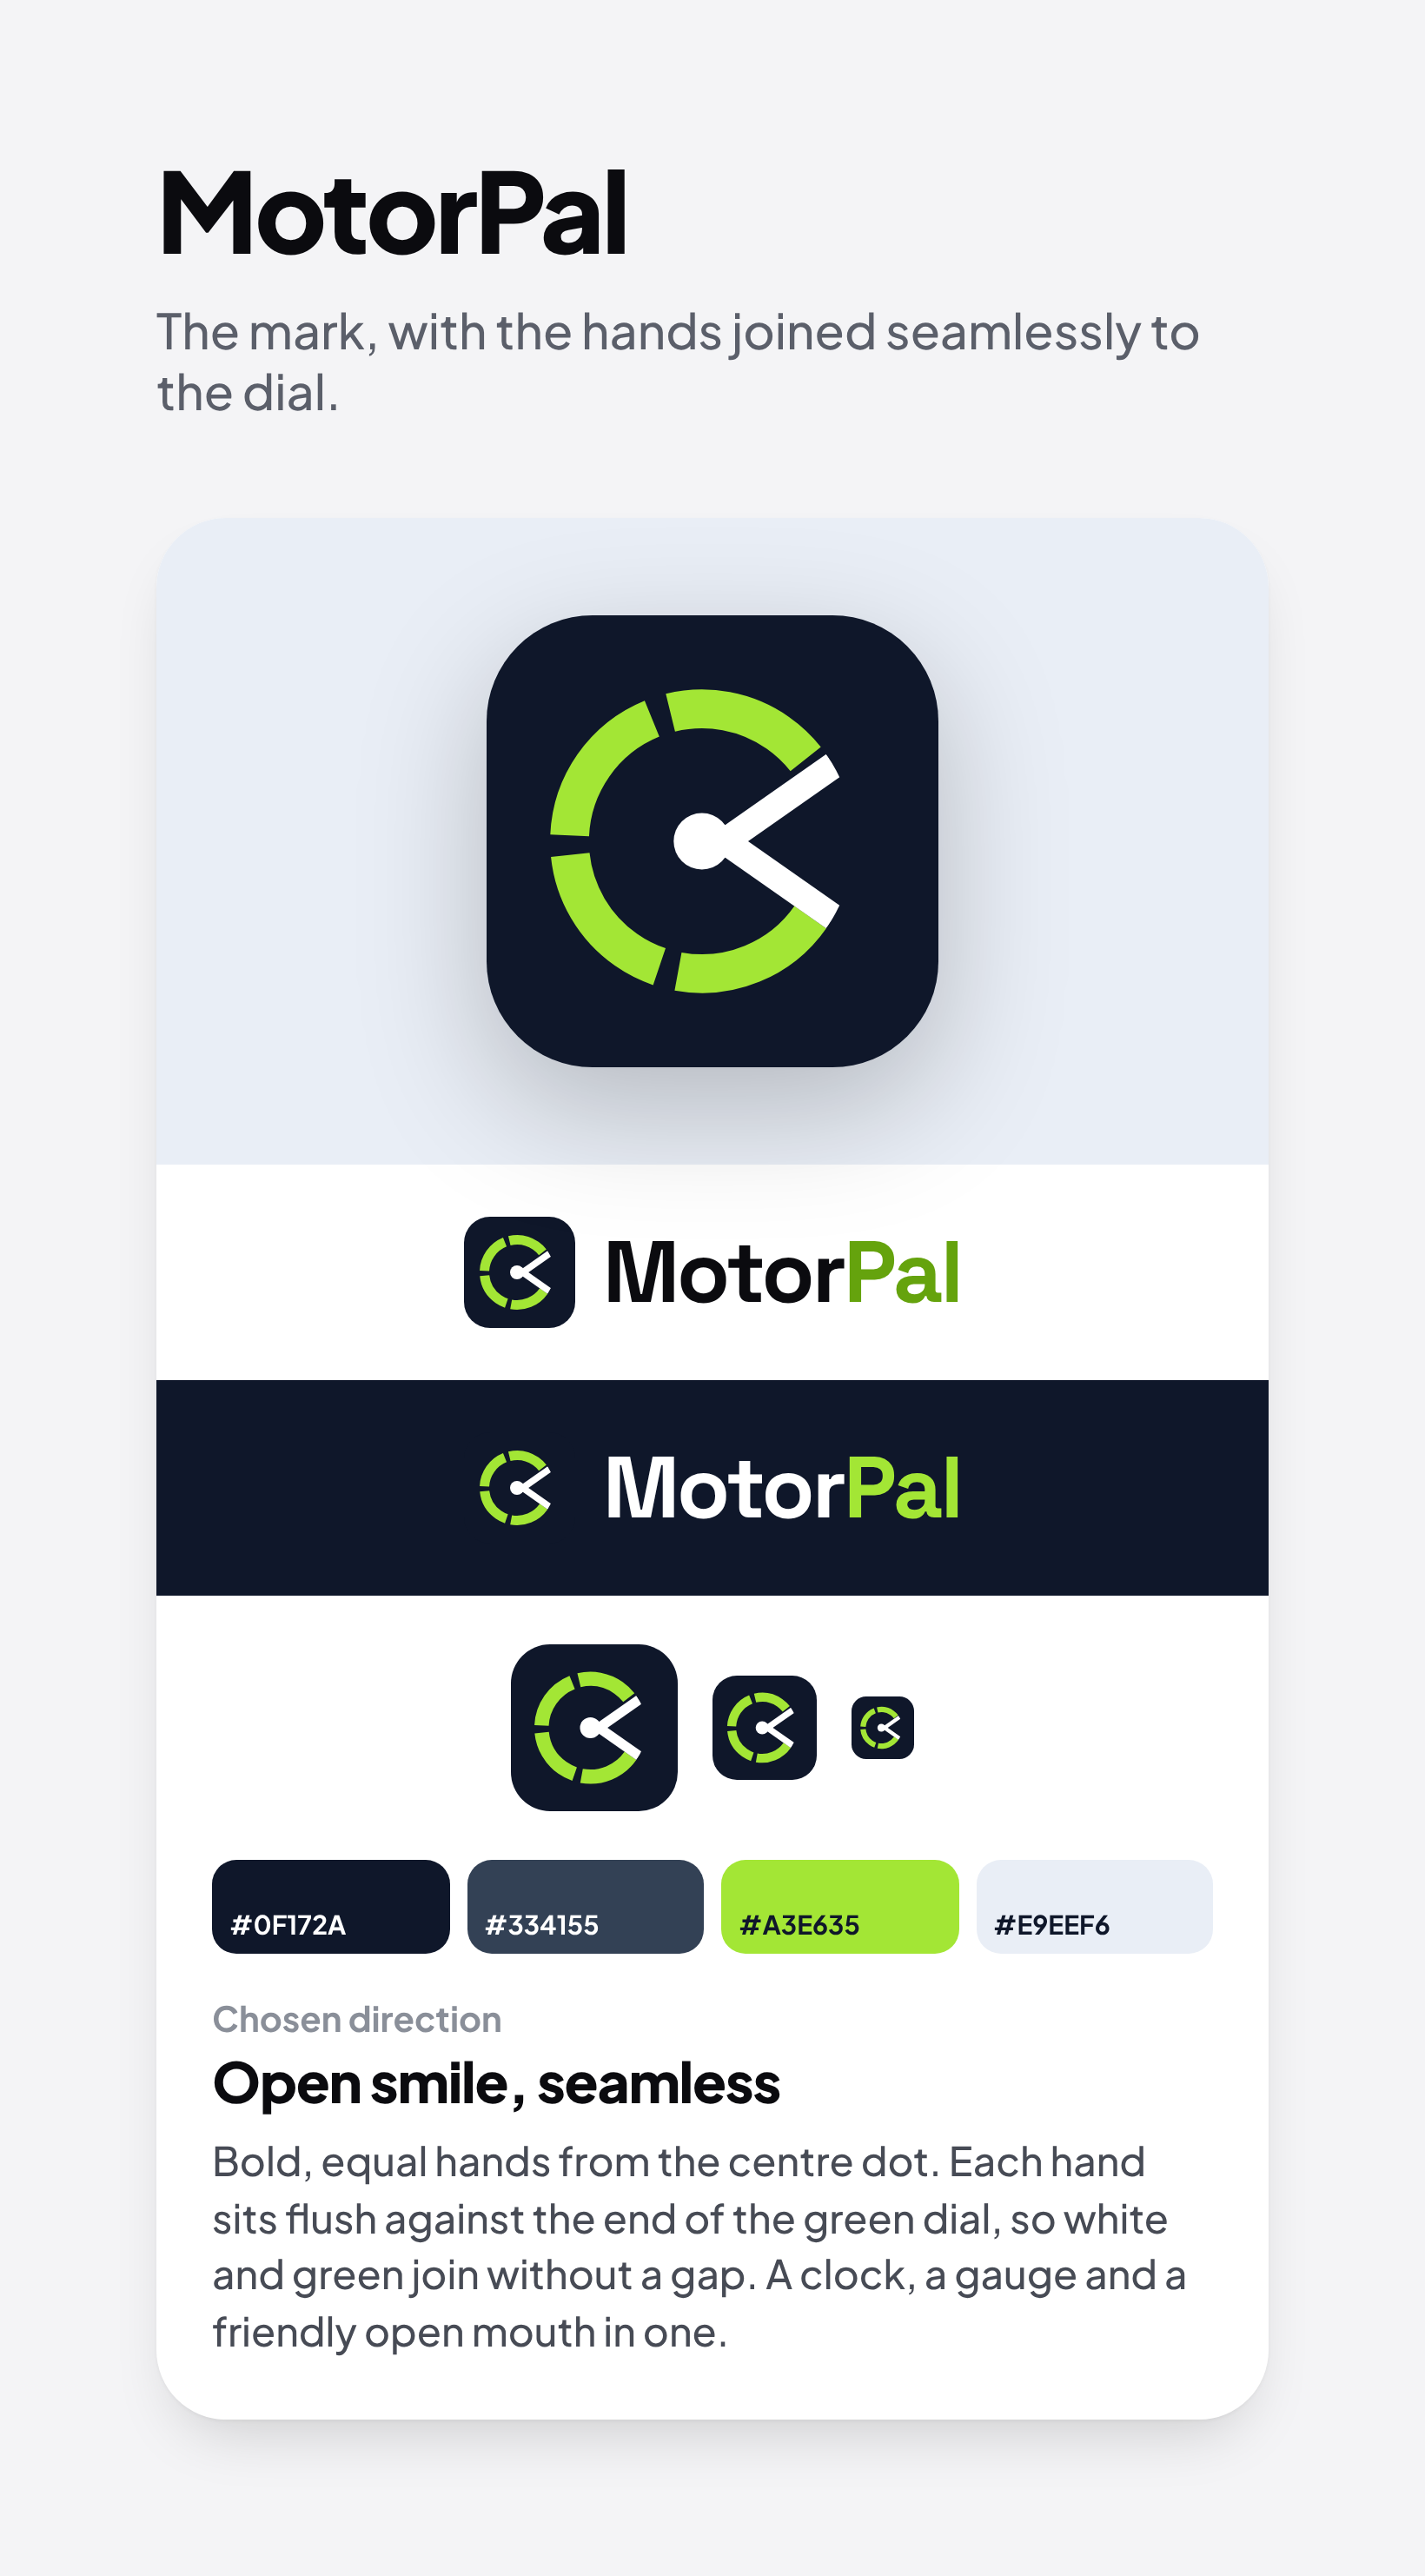 MotorPal
The mark, with the hands joined seamlessly to
the dial.
MotorPal
MotorPal
#0F172A
#334155
#A3E635
#E9EEF6
Chosen direction
Open smile, seamless
Bold, equal hands from the centre dot. Each hand
sits flush against the end of the green dial, so white
and green join without a gap. A clock, a gauge and a
friendly open mouth in one.